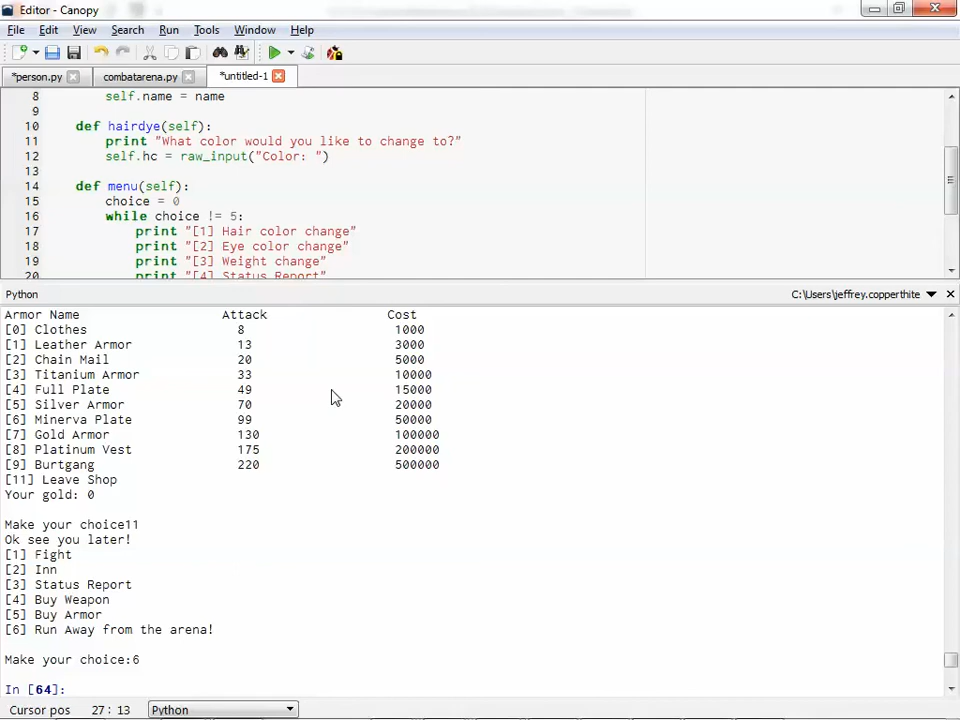 Editor - Canopy
File Edit View Search Run Tools Window Help
*person.py combatarena.py *untitled-1
8 self.name = name
9
10 def hairdye(self):
11 print "What color would you like to change to?"
12 self.hc = raw_input("Color: ")
13
14 def menu(self):
15 choice = 0
16 while choice != 5:
17 print "[1] Hair color change"
18 print "[2] Eye color change"
19 print "[3] Weight change"
20 print "[4] Status Report"
Python C:\Users\jeffrey.copperthite
Armor Name Attack Cost
[0] Clothes 8 1000
[1] Leather Armor 13 3000
[2] Chain Mail 20 5000
[3] Titanium Armor 33 10000
[4] Full Plate 49 15000
[5] Silver Armor 70 20000
[6] Minerva Plate 99 50000
[7] Gold Armor 130 100000
[8] Platinum Vest 175 200000
[9] Burtgang 220 500000
[11] Leave Shop
Your gold: 0
Make your choice11
Ok see you later!
[1] Fight
[2] Inn
[3] Status Report
[4] Buy Weapon
[5] Buy Armor
[6] Run Away from the arena!
Make your choice:6
In [64]:
Cursor pos 27 : 13 Python